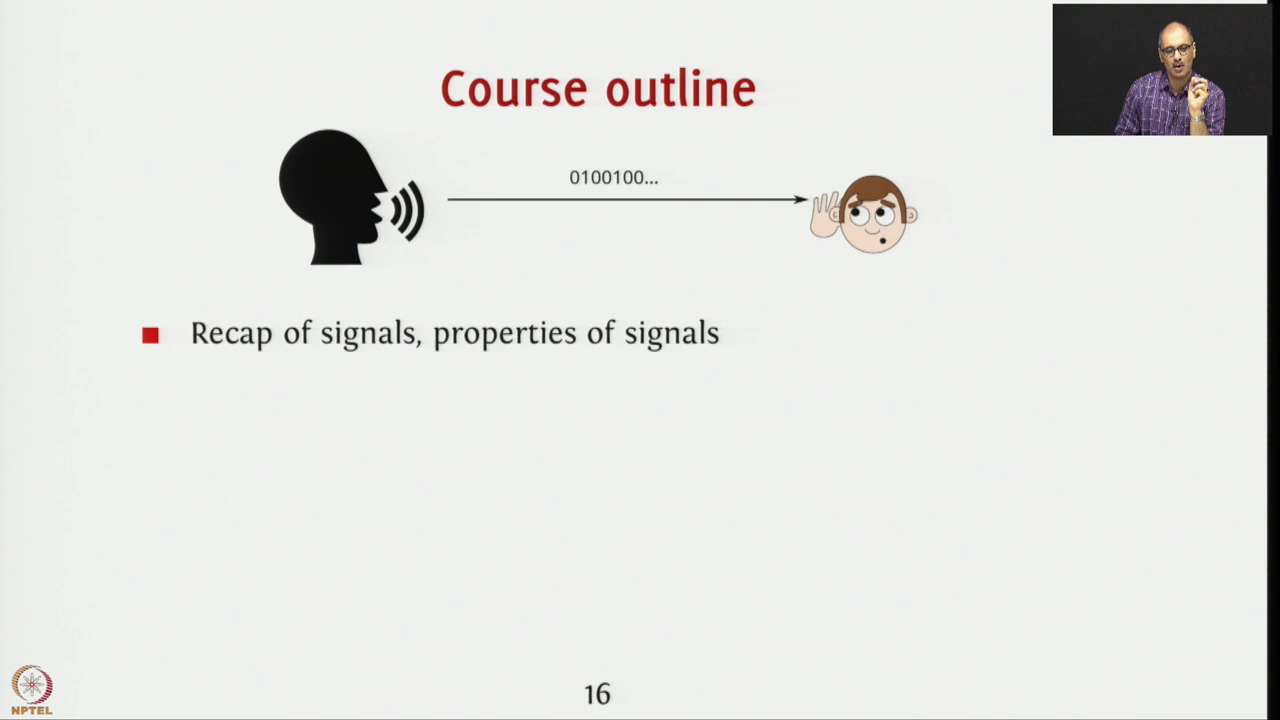 Course outline
0100100...
Recap of signals, properties of signals
16
NPTEL